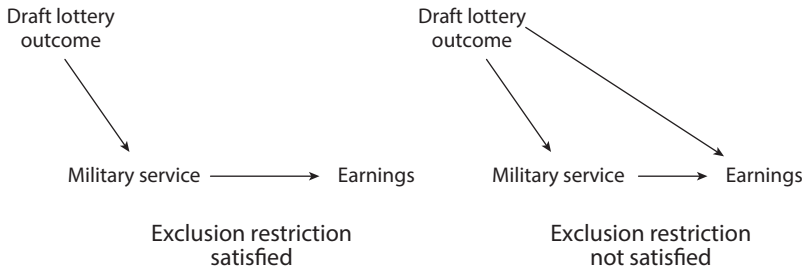 Draft lottery
outcome
Military service
Earnings
Exclusion restriction
satisfied
Draft lottery
outcome
Military service
Earnings
Exclusion restriction
not satisfied